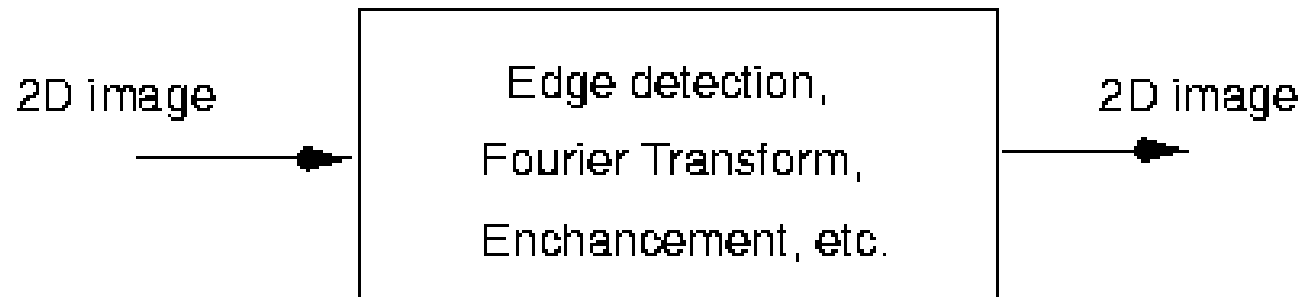 2D image
Edge detection,
Fourier Transform,
Enchancement, etc.
2D image